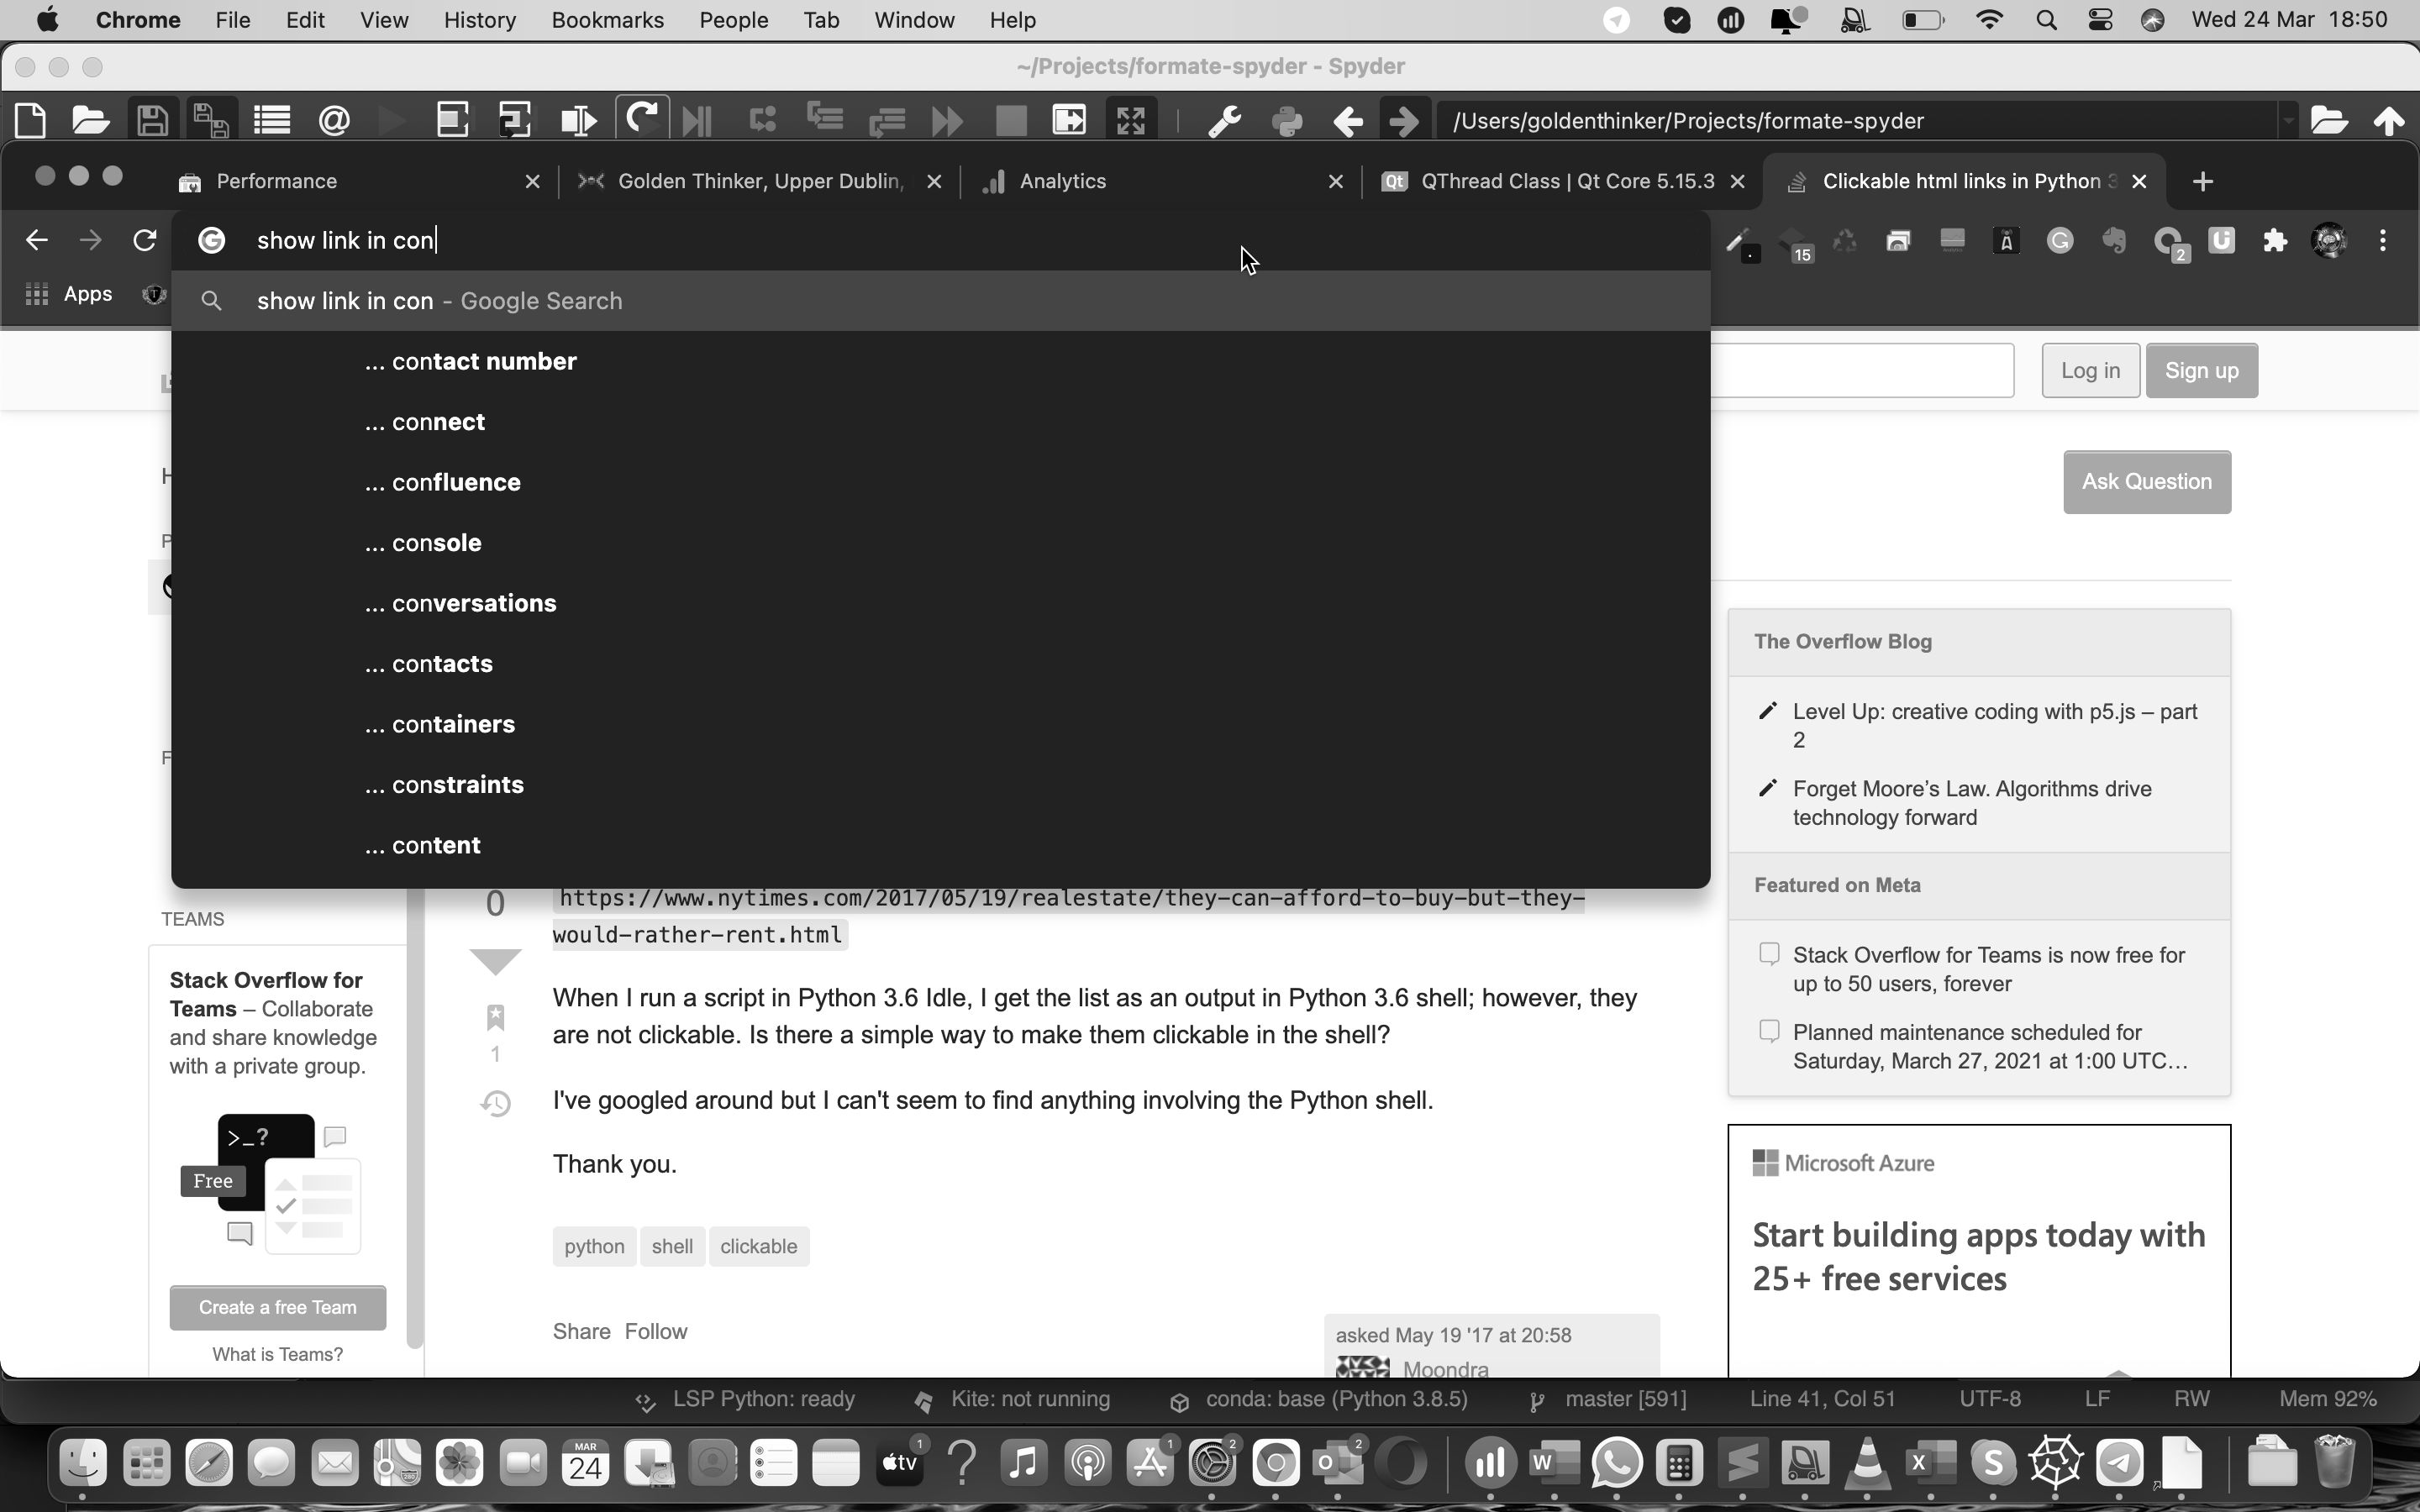 Chrome File Edit View History Bookmarks People Tab Window Help Wed 24 Mar 18:50
~/Projects/formate-spyder - Spyder
/Users/goldenthinker/Projects/formate-spyder
Performance Golden Thinker, Upper Dublin, Analytics QThread Class | Qt Core 5.15.3 Clickable html links in Python 3
show link in con
15 2
Apps
show link in con - Google Search
... contact number
Log in Sign up
... connect
... confluence
Ask Question
... console
... conversations
... contacts
... containers
... constraints
... content
The Overflow Blog
Level Up: creative coding with p5.js – part
2
Forget Moore's Law. Algorithms drive
technology forward
Featured on Meta
Stack Overflow for Teams is now free for
up to 50 users, forever
Planned maintenance scheduled for
Saturday, March 27, 2021 at 1:00 UTC...
TEAMS
Stack Overflow for
Teams – Collaborate
and share knowledge
with a private group.
>_?
Free
Create a free Team
What is Teams?
0
1
https://www.nytimes.com/2017/05/19/realestate/they-can-afford-to-buy-but-they-
would-rather-rent.html
When I run a script in Python 3.6 Idle, I get the list as an output in Python 3.6 shell; however, they
are not clickable. Is there a simple way to make them clickable in the shell?
I've googled around but I can't seem to find anything involving the Python shell.
Thank you.
python shell clickable
Share Follow
asked May 19 '17 at 20:58
Moondra
Microsoft Azure
Start building apps today with
25+ free services
LSP Python: ready Kite: not running conda: base (Python 3.8.5) master [591] Line 41, Col 51 UTF-8 LF RW Mem 92%
MAR
24
tv
1 1 2 2